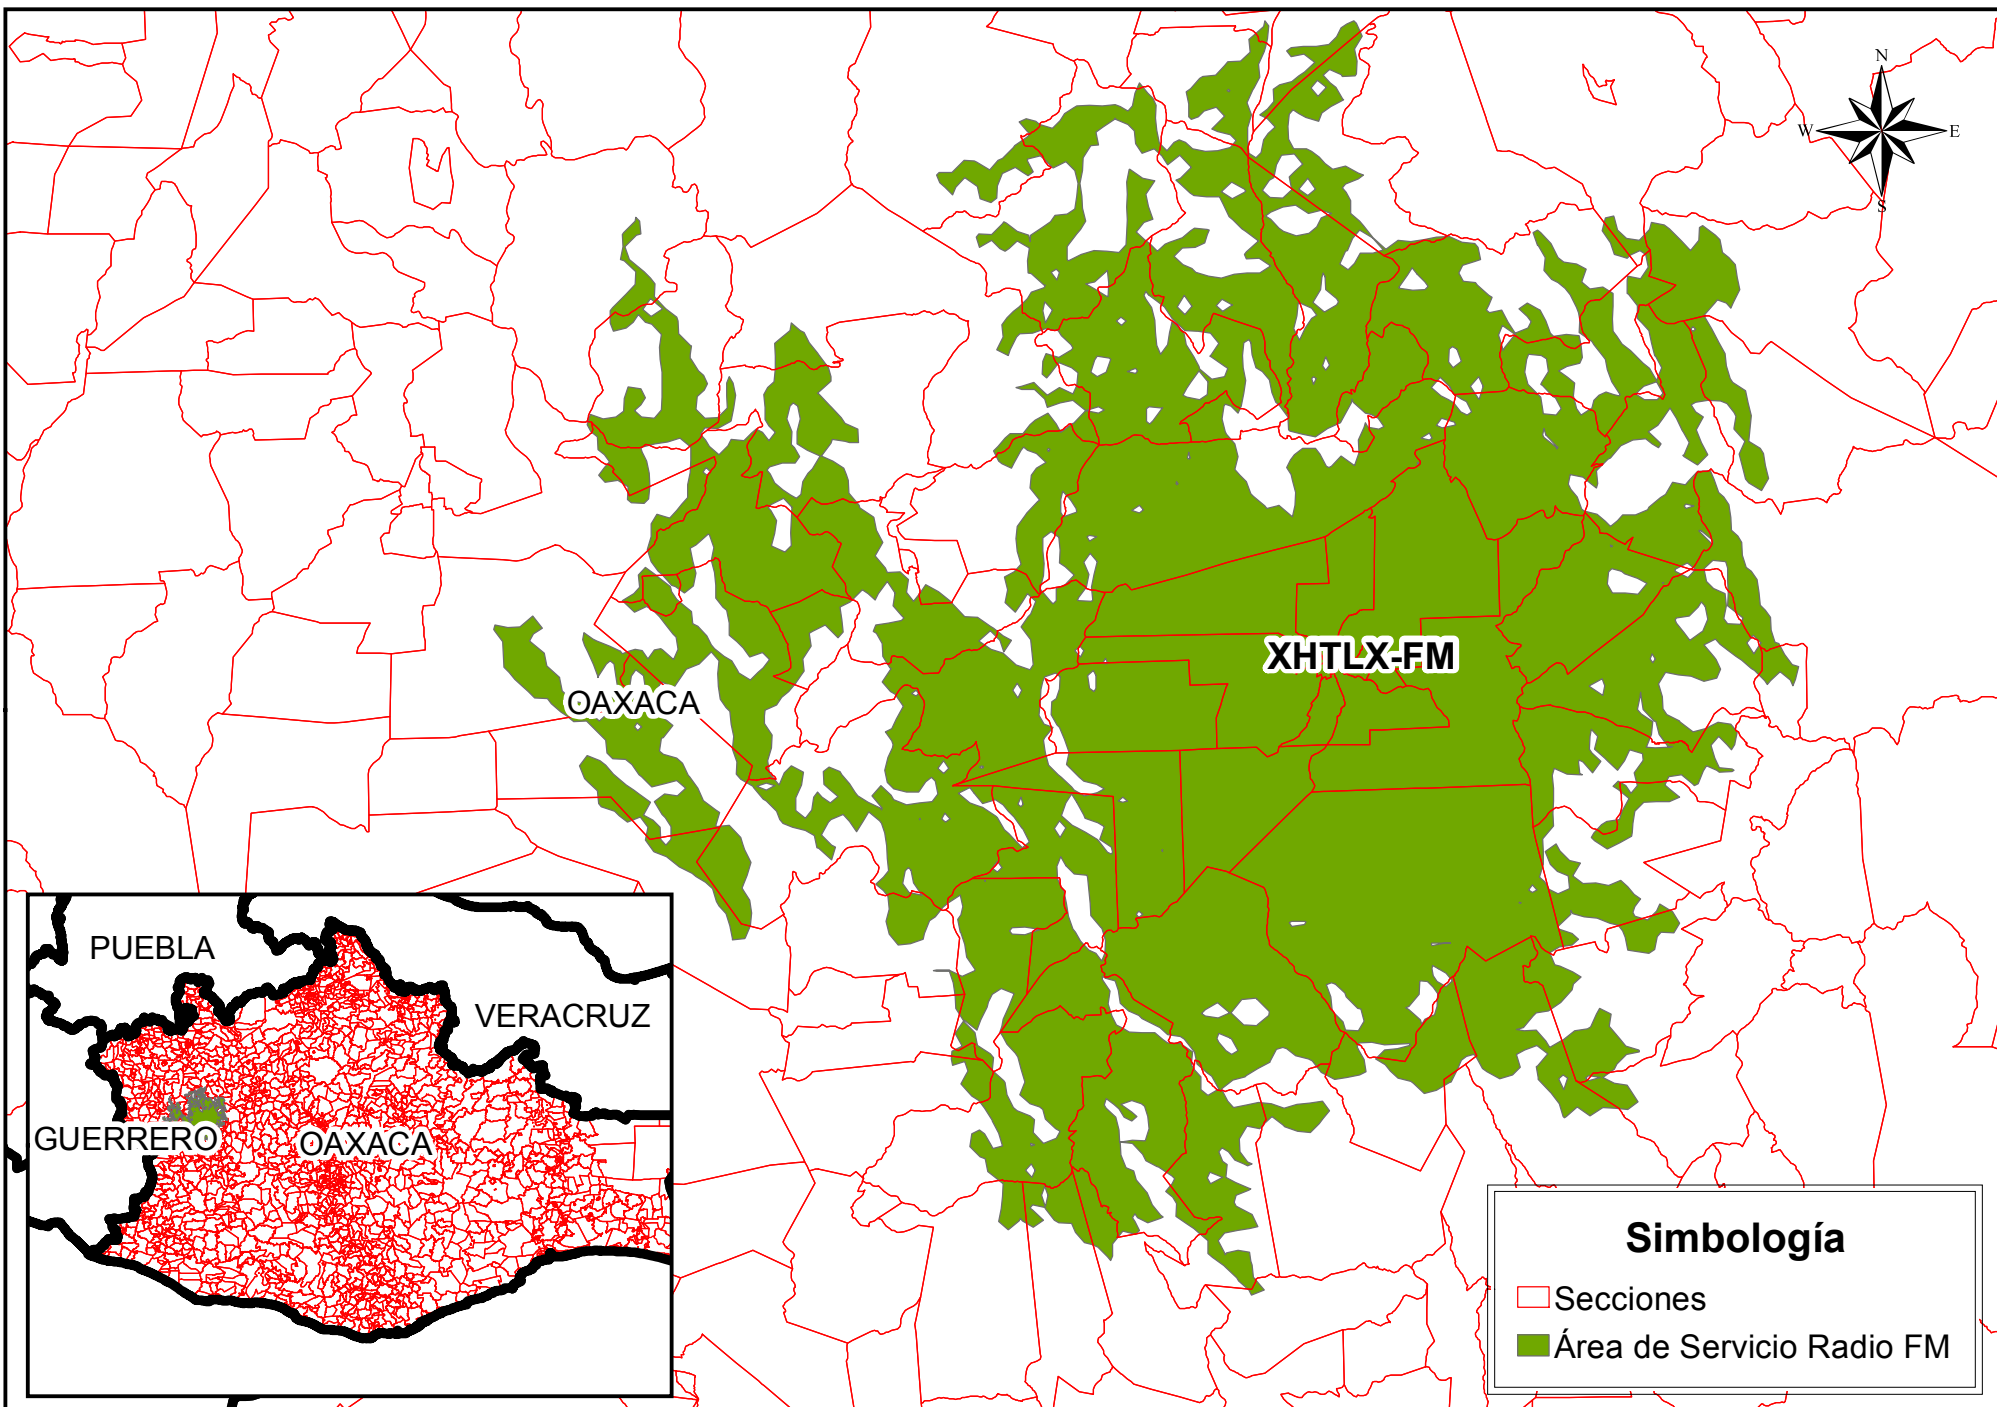 N
W E
S
XHTLX-FM
OAXACA
PUEBLA
VERACRUZ
GUERRERO
OAXACA
Simbología
Secciones
Área de Servicio Radio FM